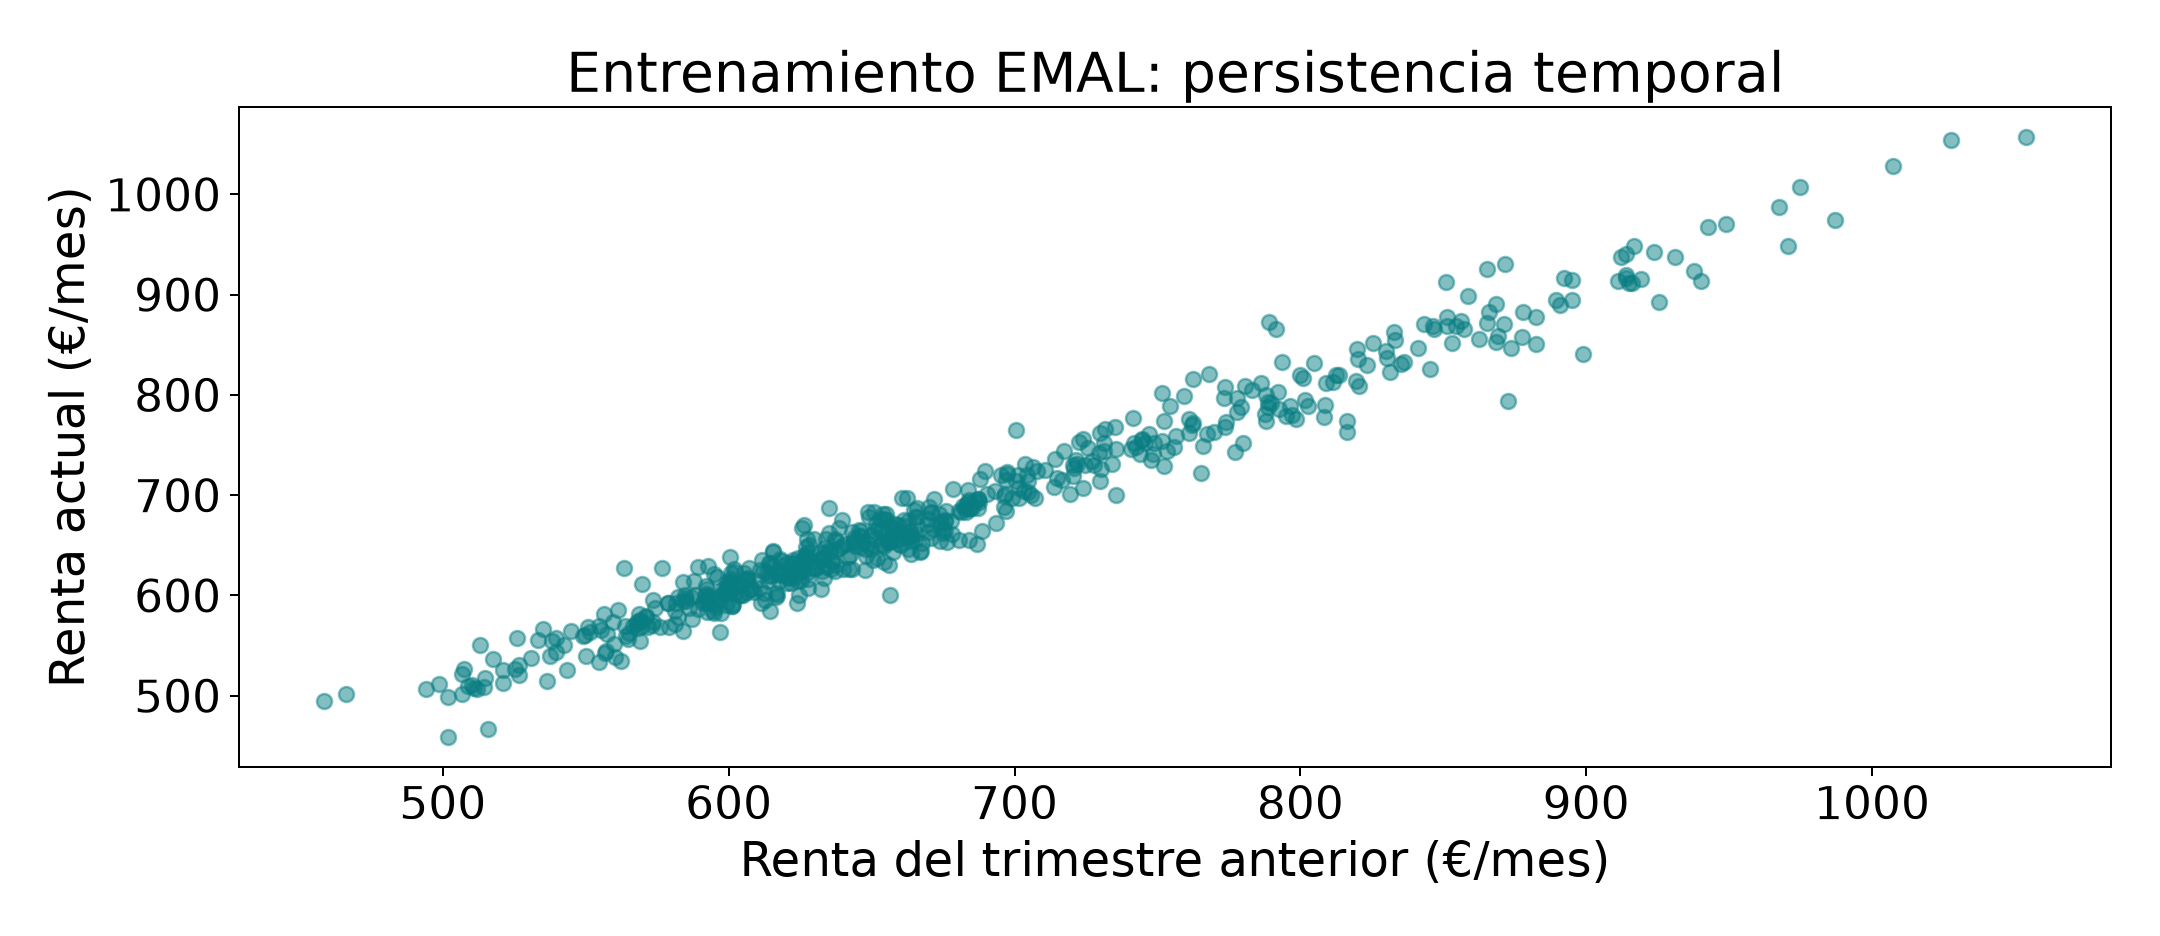 Entrenamiento EMAL: persistencia temporal
Renta actual (€/mes)
1000
900
800
700
600
500
500 600 700 800 900 1000
Renta del trimestre anterior (€/mes)